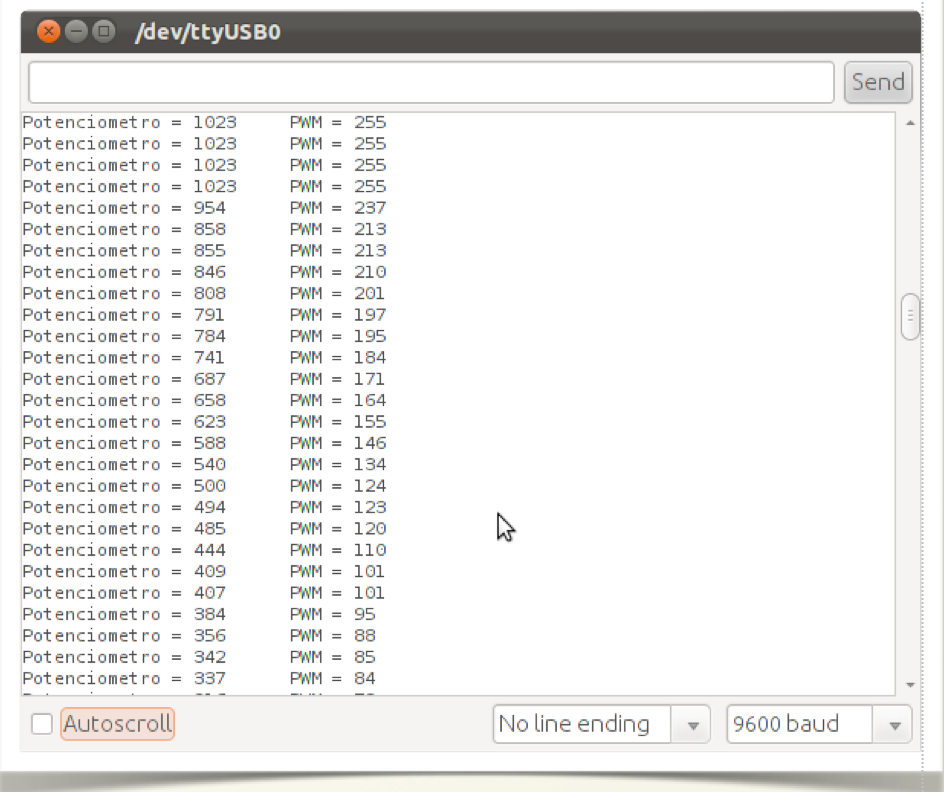 /dev/ttyUSB0
Send
Potenciometro = 1023 PWM = 255
Potenciometro = 1023 PWM = 255
Potenciometro = 1023 PWM = 255
Potenciometro = 1023 PWM = 255
Potenciometro = 954 PWM = 237
Potenciometro = 858 PWM = 213
Potenciometro = 855 PWM = 213
Potenciometro = 846 PWM = 210
Potenciometro = 808 PWM = 201
Potenciometro = 791 PWM = 197
Potenciometro = 784 PWM = 195
Potenciometro = 741 PWM = 184
Potenciometro = 687 PWM = 171
Potenciometro = 658 PWM = 164
Potenciometro = 623 PWM = 155
Potenciometro = 588 PWM = 146
Potenciometro = 540 PWM = 134
Potenciometro = 500 PWM = 124
Potenciometro = 494 PWM = 123
Potenciometro = 485 PWM = 120
Potenciometro = 444 PWM = 110
Potenciometro = 409 PWM = 101
Potenciometro = 407 PWM = 101
Potenciometro = 384 PWM = 95
Potenciometro = 356 PWM = 88
Potenciometro = 342 PWM = 85
Potenciometro = 337 PWM = 84
Autoscroll No line ending 9600 baud